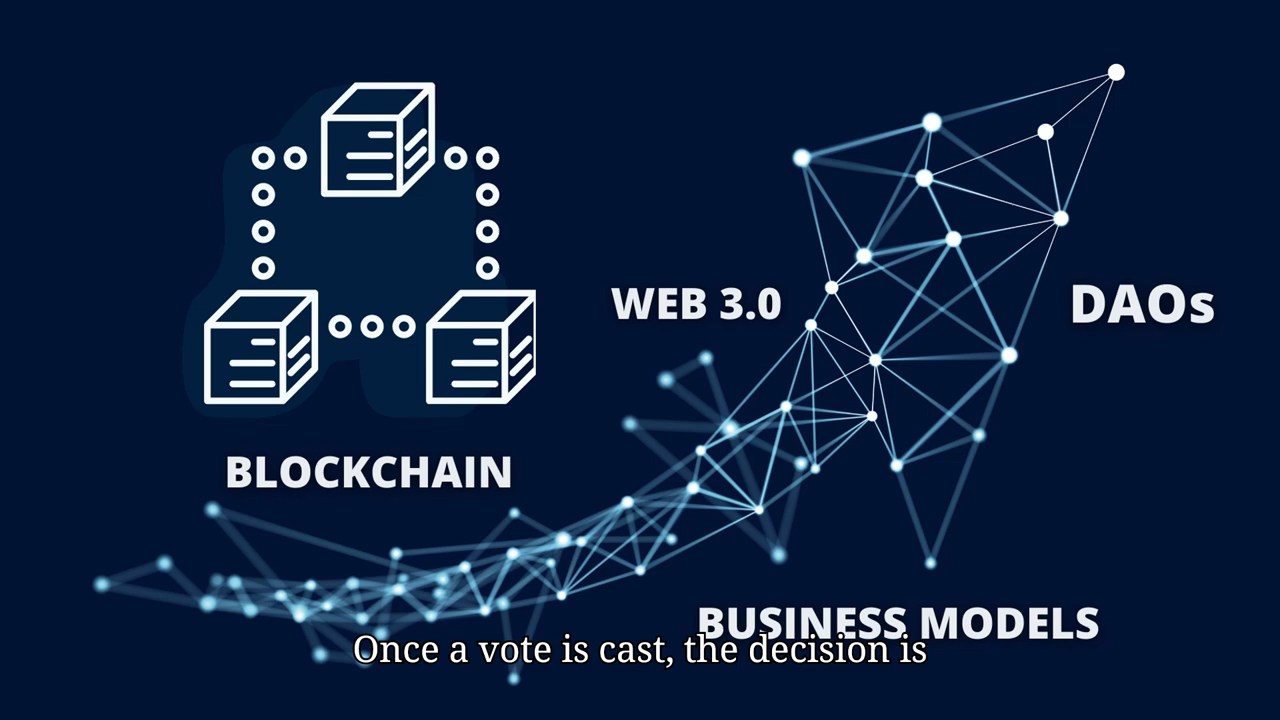 WEB 3.0
DAOs
BLOCKCHAIN
BUSINESS MODELS
Once a vote is cast, the decision is